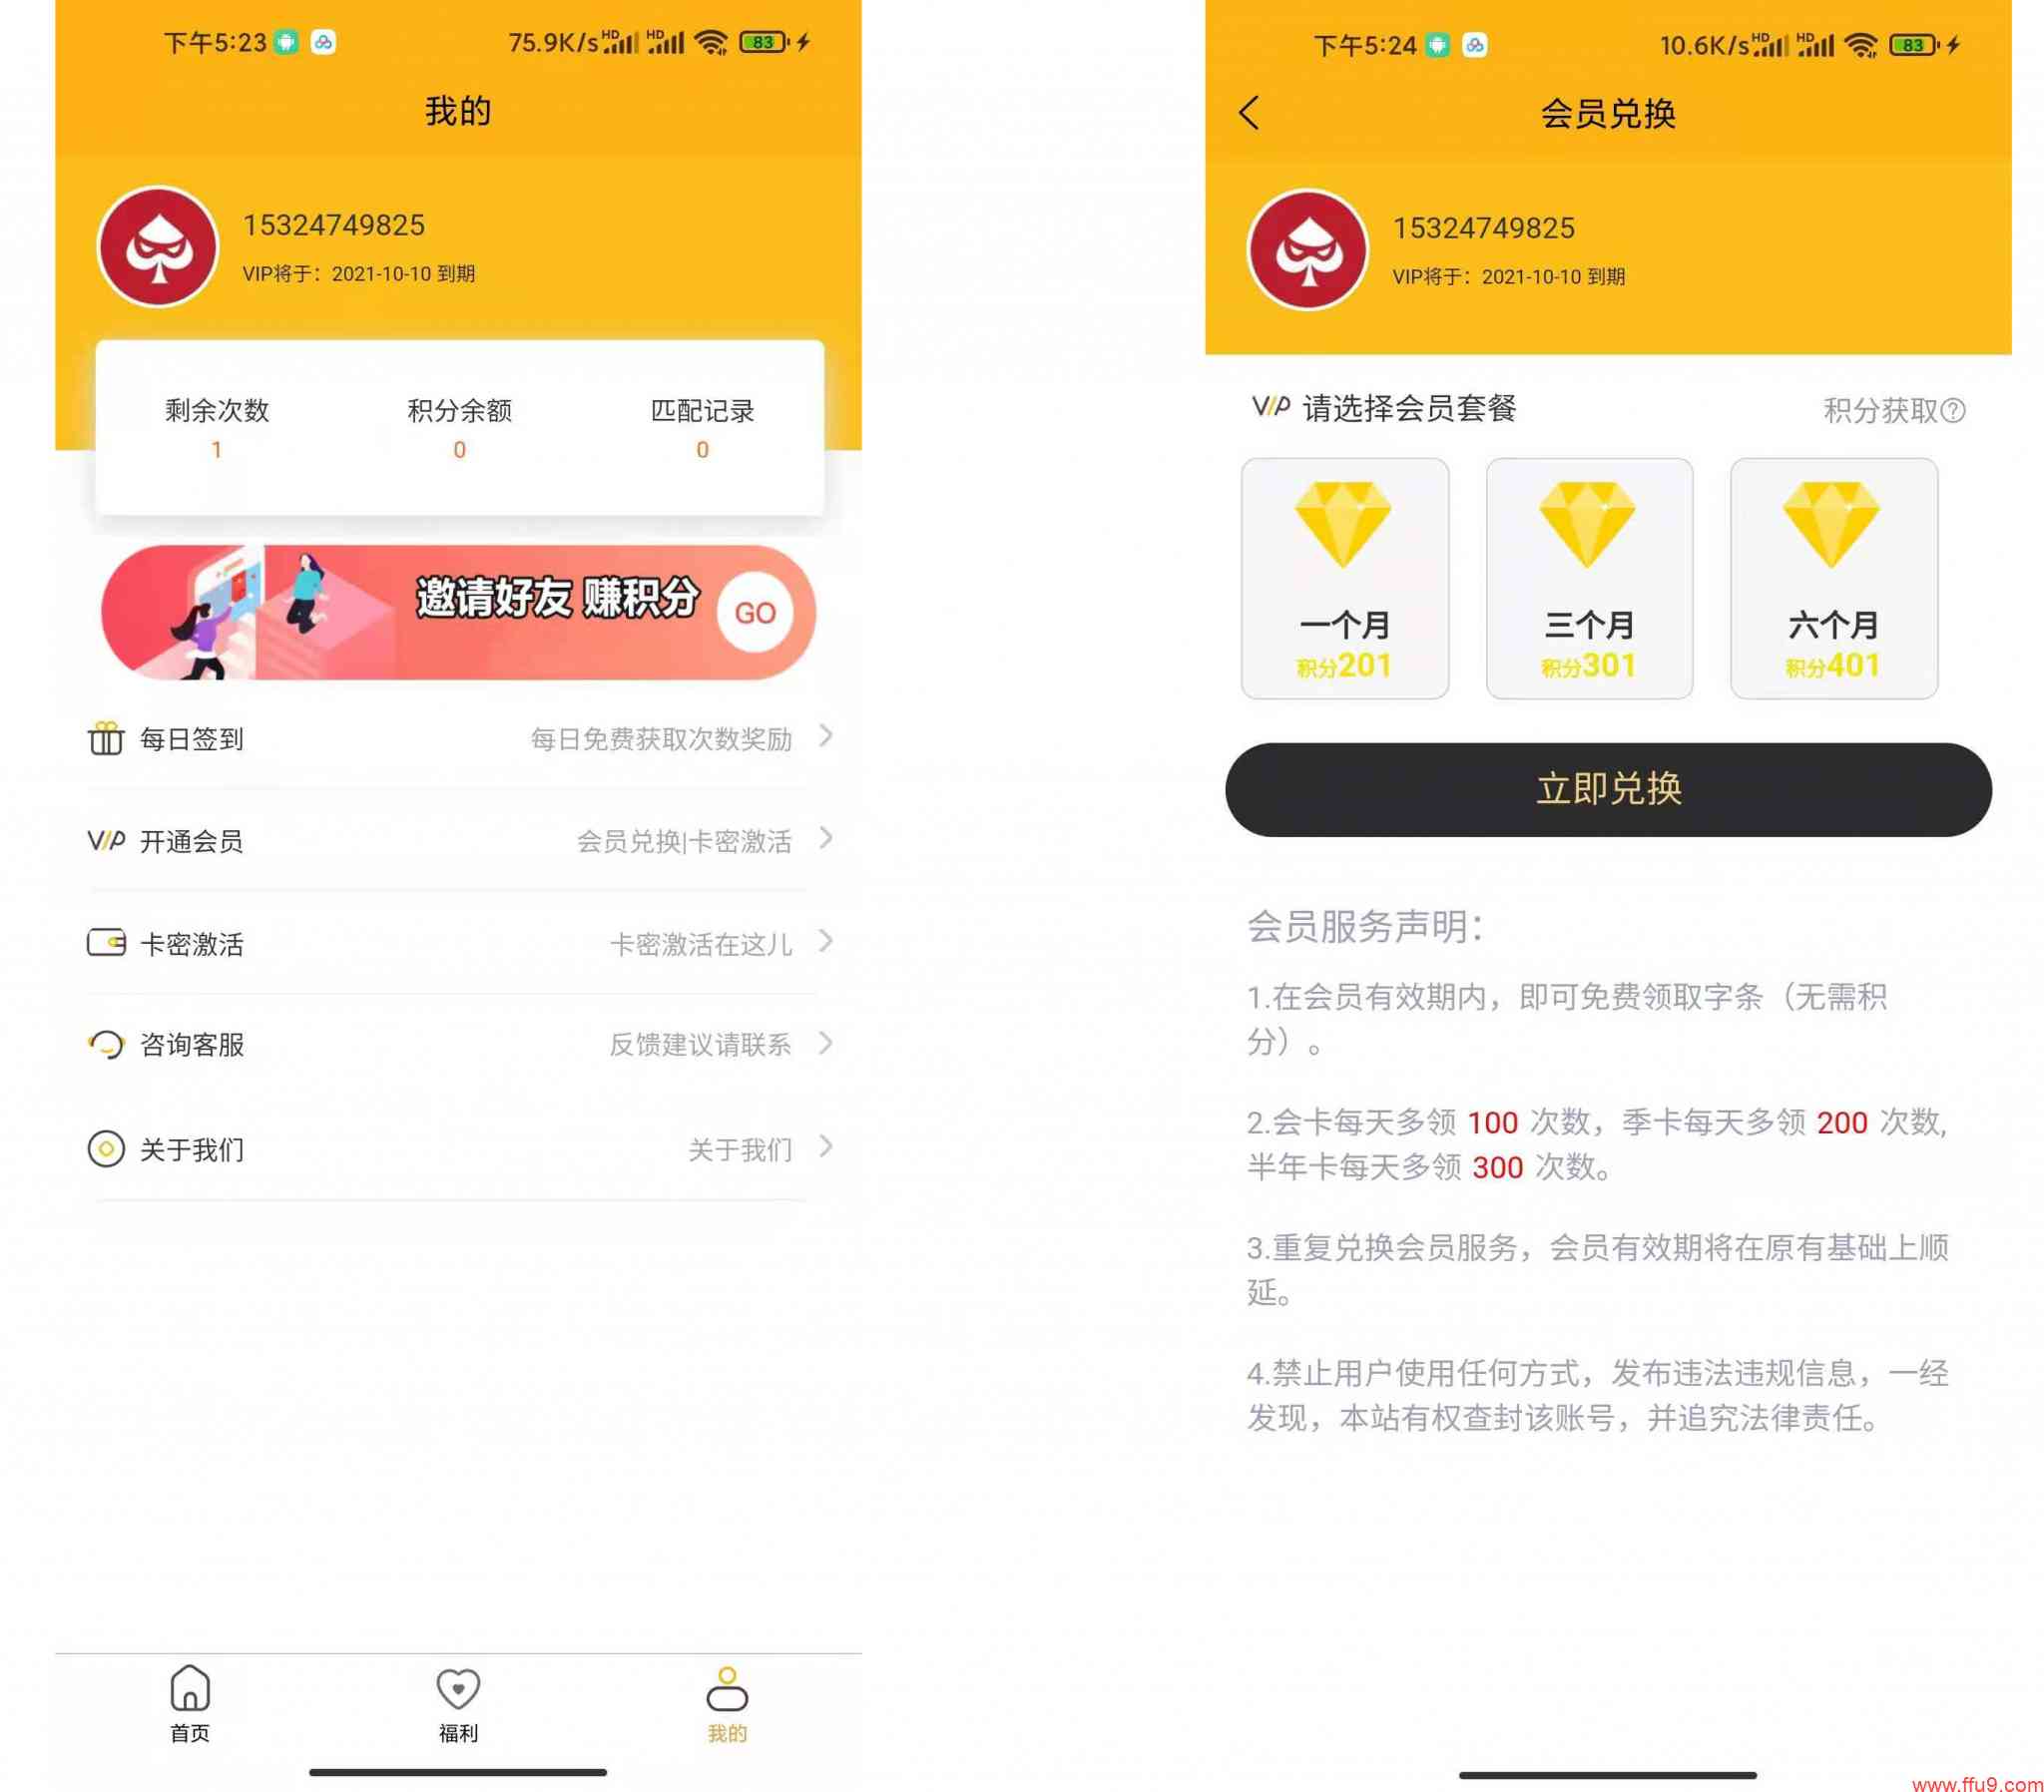 下午5:23
75.9K/s HD HD 83
我的
15324749825
VIP将于：2021-10-10 到期
剩余次数 积分余额 匹配记录
1 0 0
邀请好友 赚积分 GO
每日签到 每日免费获取次数奖励
VIP 开通会员 会员兑换|卡密激活
卡密激活 卡密激活在这儿
咨询客服 反馈建议请联系
关于我们 关于我们
首页 福利 我的
下午5:24
10.6K/s HD HD 83
会员兑换
15324749825
VIP将于：2021-10-10 到期
VIP 请选择会员套餐 积分获取?
一个月 三个月 六个月
积分201 积分301 积分401
立即兑换
会员服务声明：
1.在会员有效期内，即可免费领取字条（无需积
分）。
2.会卡每天多领 100 次数，季卡每天多领 200 次数,
半年卡每天多领 300 次数。
3.重复兑换会员服务，会员有效期将在原有基础上顺
延。
4.禁止用户使用任何方式，发布违法违规信息，一经
发现，本站有权查封该账号，并追究法律责任。
www.ffu9.com